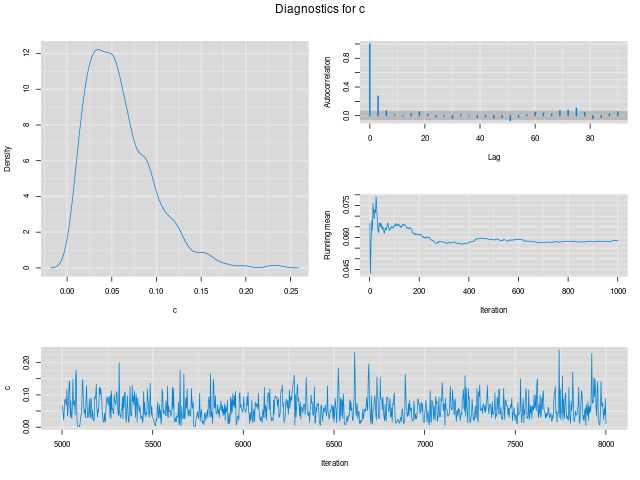 Diagnostics for c
Density
0 2 4 6 8 10 12
0.00 0.05 0.10 0.15 0.20 0.25
c
Autocorrelation
0.0 0.4 0.8
0 20 40 60 80
Lag
Running mean
0.045 0.060 0.075
0 200 400 600 800 1000
Iteration
c
0.00 0.10 0.20
5000 5500 6000 6500 7000 7500 8000
Iteration